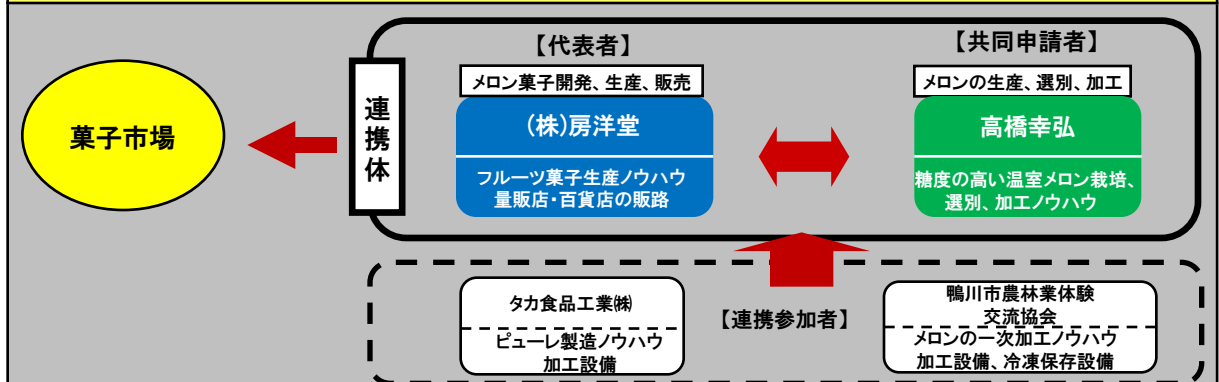 【代表者】
【共同申請者】
メロン菓子開発、生産、販売
メロンの生産、選別、加工
連携体
菓子市場
(株)房洋堂
高橋幸弘
フルーツ菓子生産ノウハウ
量販店・百貨店の販路
糖度の高い温室メロン栽培、
選別、加工ノウハウ
【連携参加者】
タカ食品工業㈱
ピューレ製造ノウハウ
加工設備
鴨川市農林業体験
交流協会
メロンの一次加工ノウハウ
加工設備、冷凍保存設備